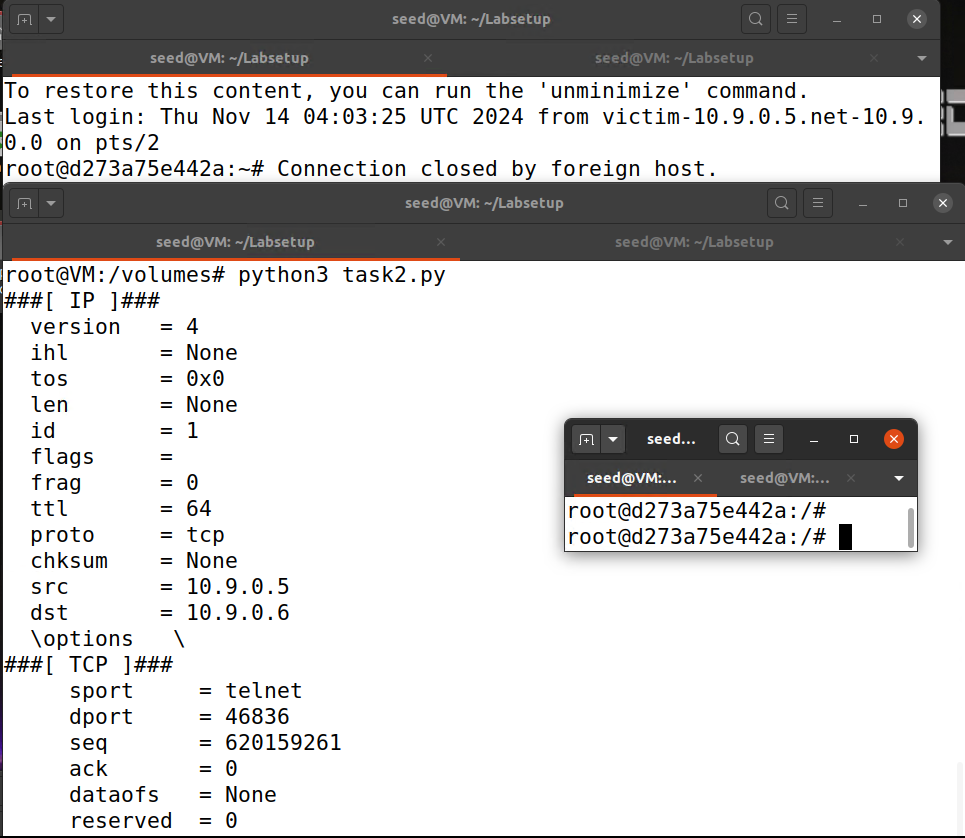 seed@VM: ~/Labsetup
seed@VM: ~/Labsetup
seed@VM: ~/Labsetup
To restore this content, you can run the 'unminimize' command.
Last login: Thu Nov 14 04:03:25 UTC 2024 from victim-10.9.0.5.net-10.9.
0.0 on pts/2
root@d273a75e442a:~# Connection closed by foreign host.
seed@VM: ~/Labsetup
seed@VM: ~/Labsetup
seed@VM: ~/Labsetup
root@VM:/volumes# python3 task2.py
###[ IP ]###
  version   = 4
  ihl       = None
  tos       = 0x0
  len       = None
  id        = 1
  flags     =
  frag      = 0
  ttl       = 64
  proto     = tcp
  chksum    = None
  src       = 10.9.0.5
  dst       = 10.9.0.6
  \options   \
###[ TCP ]###
     sport     = telnet
     dport     = 46836
     seq       = 620159261
     ack       = 0
     dataofs   = None
     reserved  = 0
seed...
seed@VM:...
seed@VM:...
root@d273a75e442a:/#
root@d273a75e442a:/#